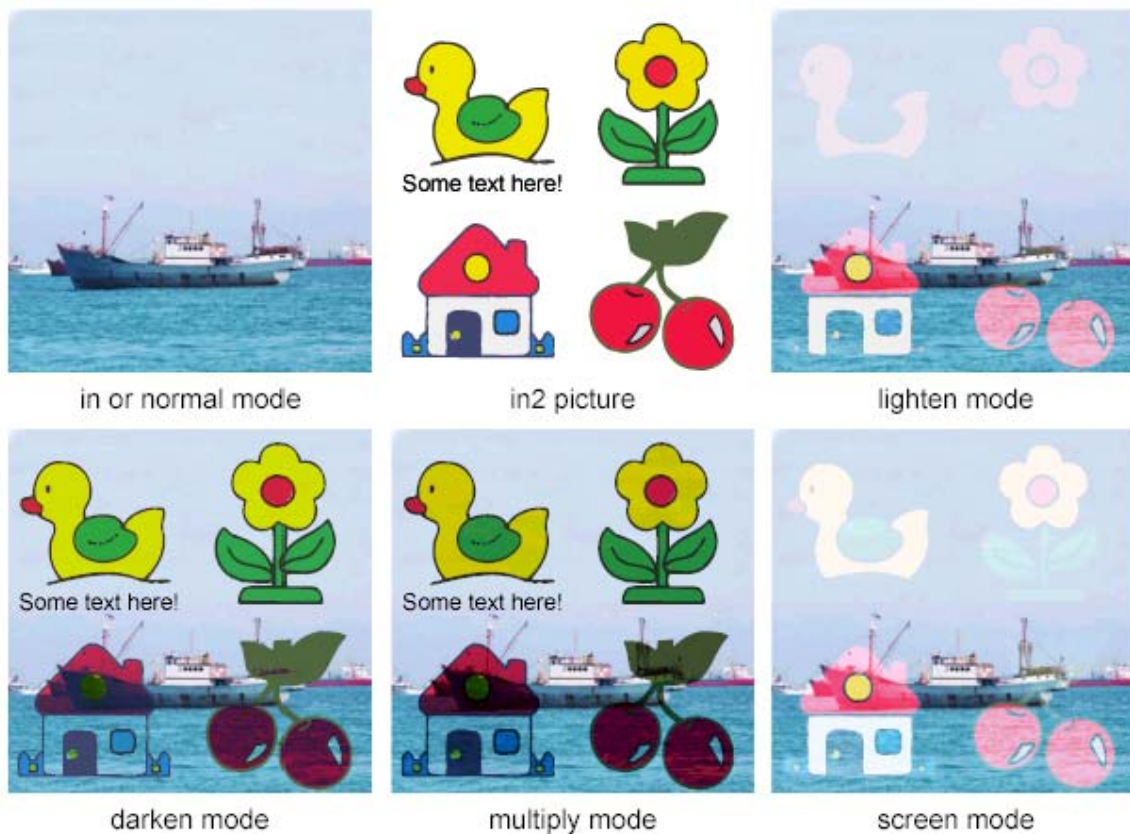 Some text here!
in or normal mode
in2 picture
lighten mode
Some text here!
Some text here!
darken mode
multiply mode
screen mode